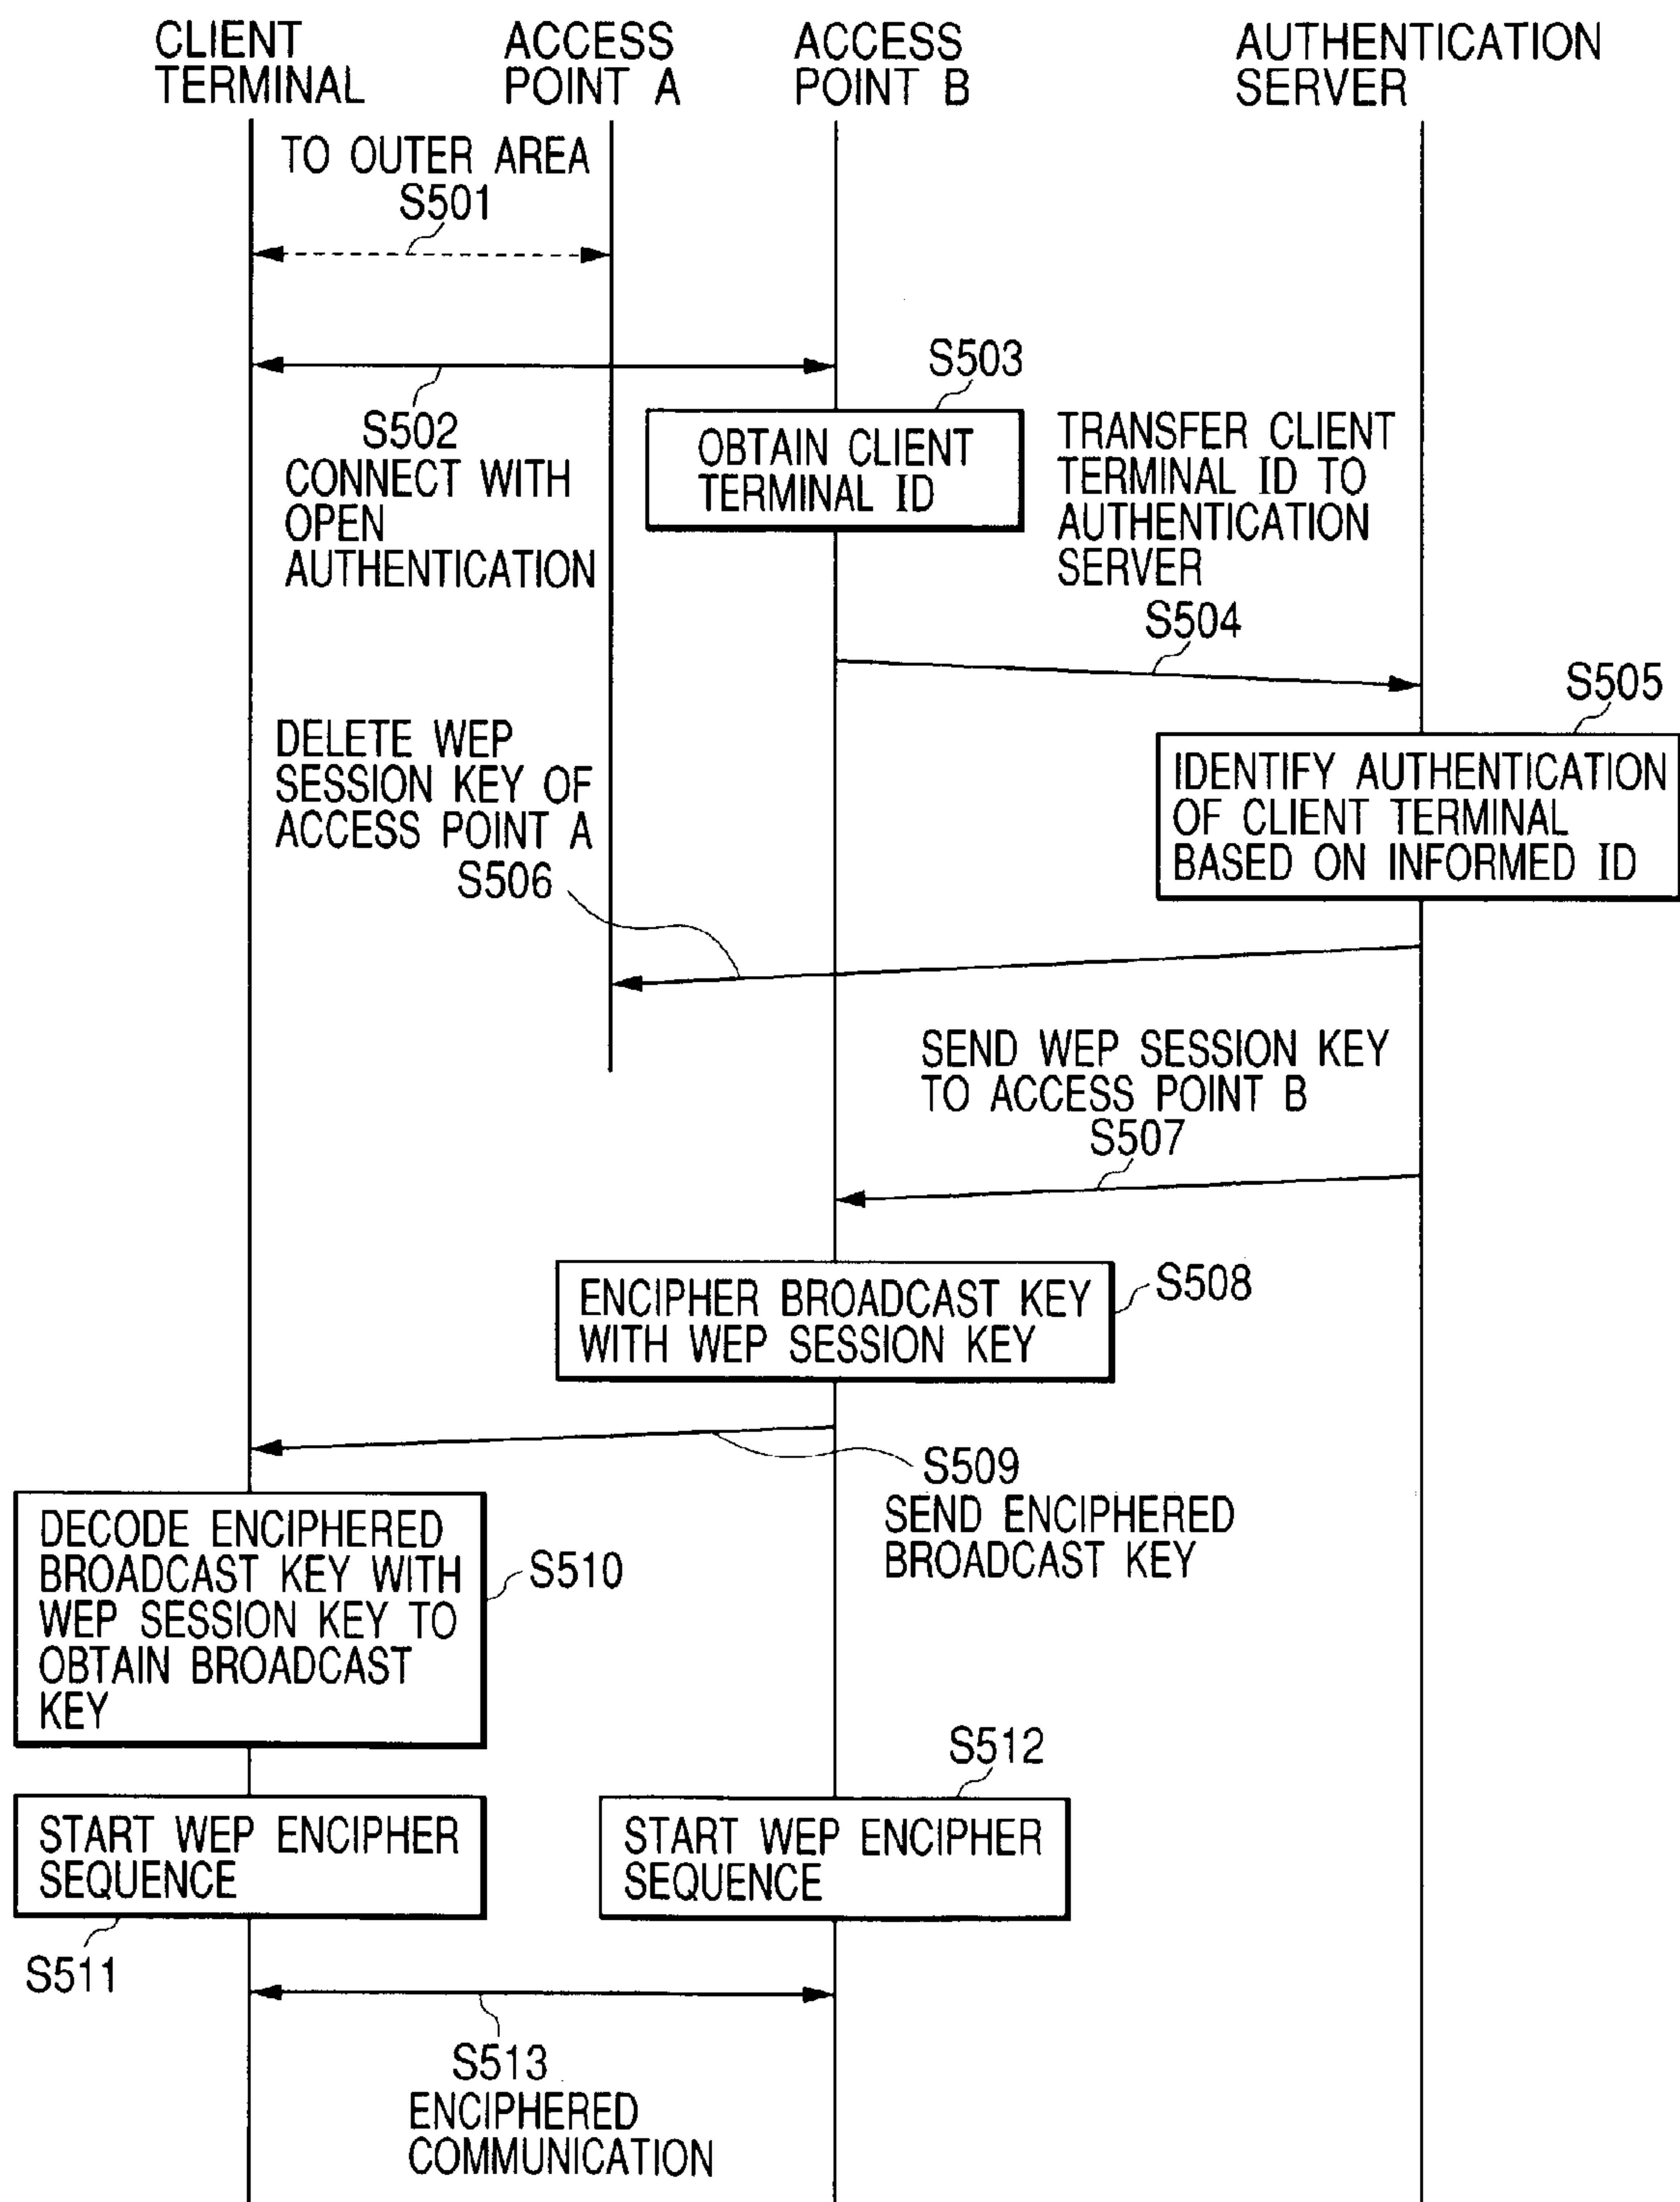 CLIENT
TERMINAL
ACCESS
POINT A
ACCESS
POINT B
AUTHENTICATION
SERVER
TO OUTER AREA
S501
S502
CONNECT WITH
OPEN
AUTHENTICATION
S503
OBTAIN CLIENT
TERMINAL ID
TRANSFER CLIENT
TERMINAL ID TO
AUTHENTICATION
SERVER
S504
S505
IDENTIFY AUTHENTICATION
OF CLIENT TERMINAL
BASED ON INFORMED ID
DELETE WEP
SESSION KEY OF
ACCESS POINT A
S506
SEND WEP SESSION KEY
TO ACCESS POINT B
S507
ENCIPHER BROADCAST KEY
WITH WEP SESSION KEY
S508
S509
SEND ENCIPHERED
BROADCAST KEY
DECODE ENCIPHERED
BROADCAST KEY WITH
WEP SESSION KEY TO
OBTAIN BROADCAST
KEY
S510
START WEP ENCIPHER
SEQUENCE
S511
S512
START WEP ENCIPHER
SEQUENCE
S513
ENCIPHERED
COMMUNICATION